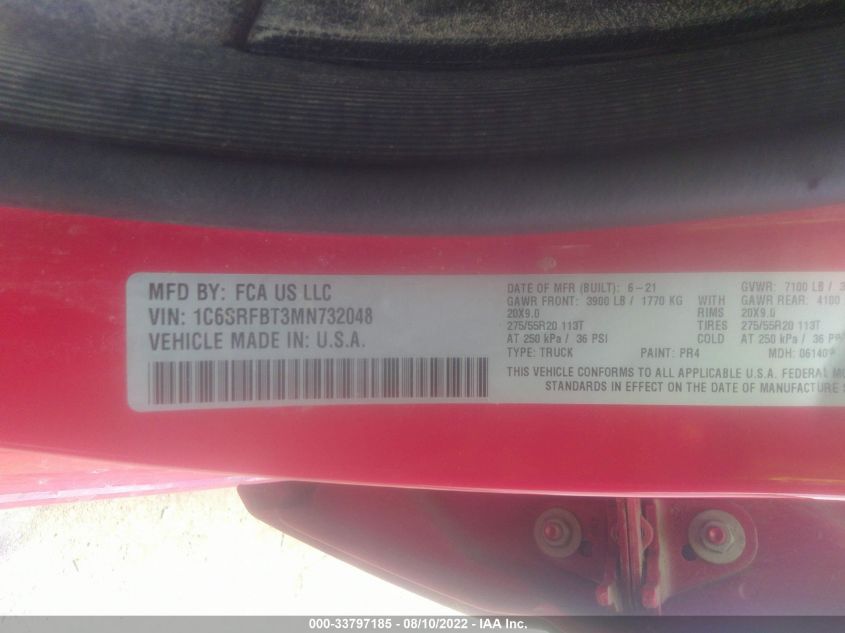 MFD BY: FCA US LLC
VIN: 1C6SRFBT3MN732048
VEHICLE MADE IN: U.S.A.
DATE OF MFR (BUILT): 6-21 GVWR: 7100 LB /
GAWR FRONT: 3900 LB / 1770 KG WITH GAWR REAR: 4100
20X9.0 RIMS 20X9.0
275/55R20 113T TIRES 275/55R20 113T
AT 250 kPa / 36 PSI COLD AT 250 kPa / 36
TYPE: TRUCK PAINT: PR4 MDH: 06140
THIS VEHICLE CONFORMS TO ALL APPLICABLE U.S.A. FEDERAL
STANDARDS IN EFFECT ON THE DATE OF MANUFACTURE
000-33797185 - 08/10/2022 - IAA Inc.